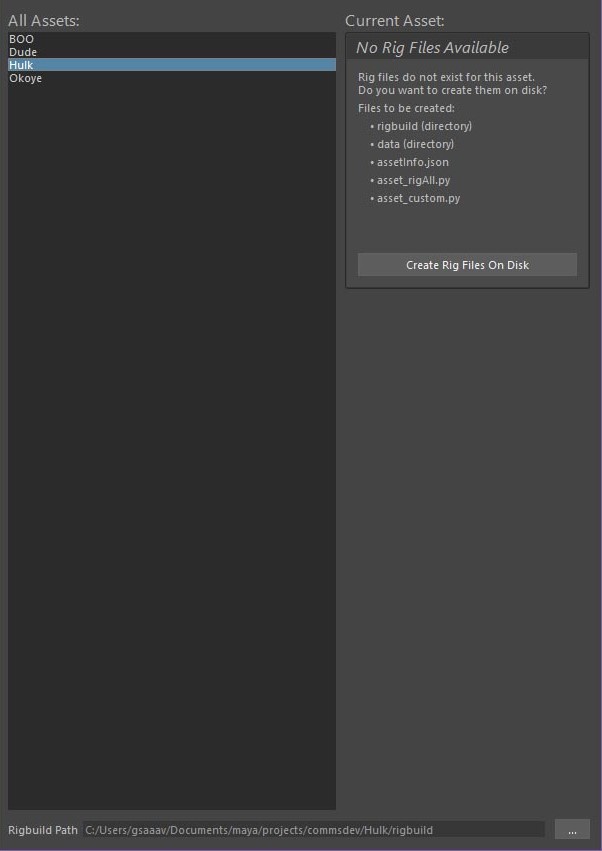 All Assets:
BOO
Dude
Hulk
Okoye
Current Asset:
No Rig Files Available
Rig files do not exist for this asset.
Do you want to create them on disk?
Files to be created:
• rigbuild (directory)
• data (directory)
• assetInfo.json
• asset_rigAll.py
• asset_custom.py
Create Rig Files On Disk
Rigbuild Path C:/Users/gsaaav/Documents/maya/projects/commsdev/Hulk/rigbuild ...